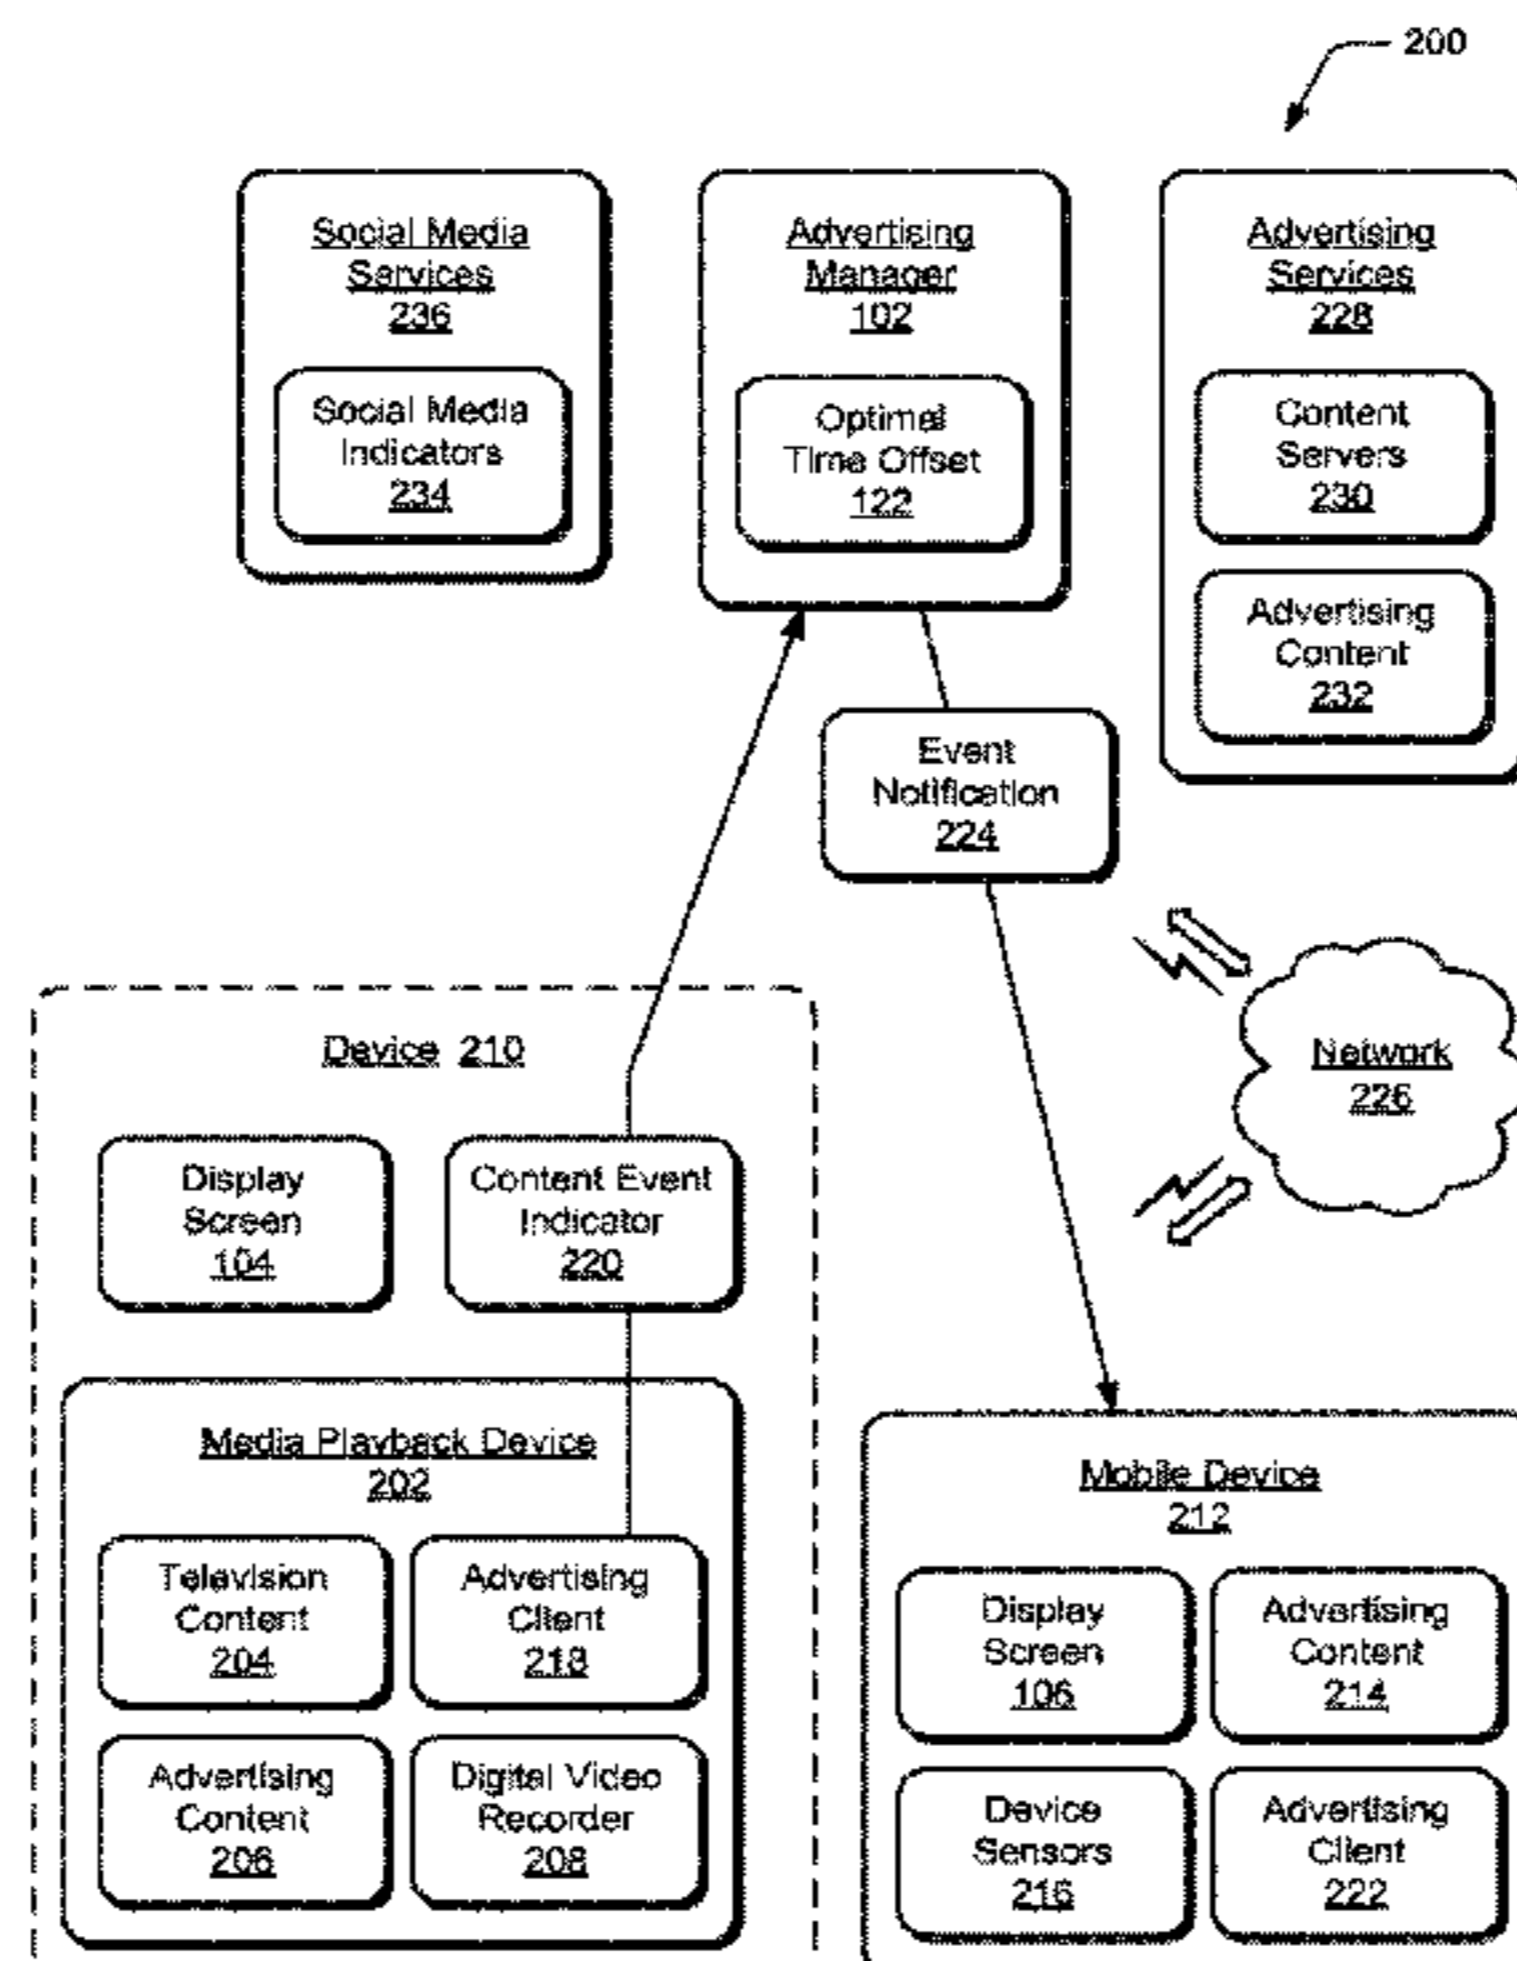 200
Social Media
Services
236
Social Media
Indicators
234
Advertising
Manager
102
Optimal
Time Offset
122
Advertising
Services
228
Content
Servers
230
Advertising
Content
232
Event
Notification
224
Network
226
Device 210
Display
Screen
104
Content Event
Indicator
220
Media Playback Device
202
Television
Content
204
Advertising
Client
218
Advertising
Content
206
Digital Video
Recorder
208
Mobile Device
212
Display
Screen
106
Advertising
Content
214
Device
Sensors
216
Advertising
Client
222